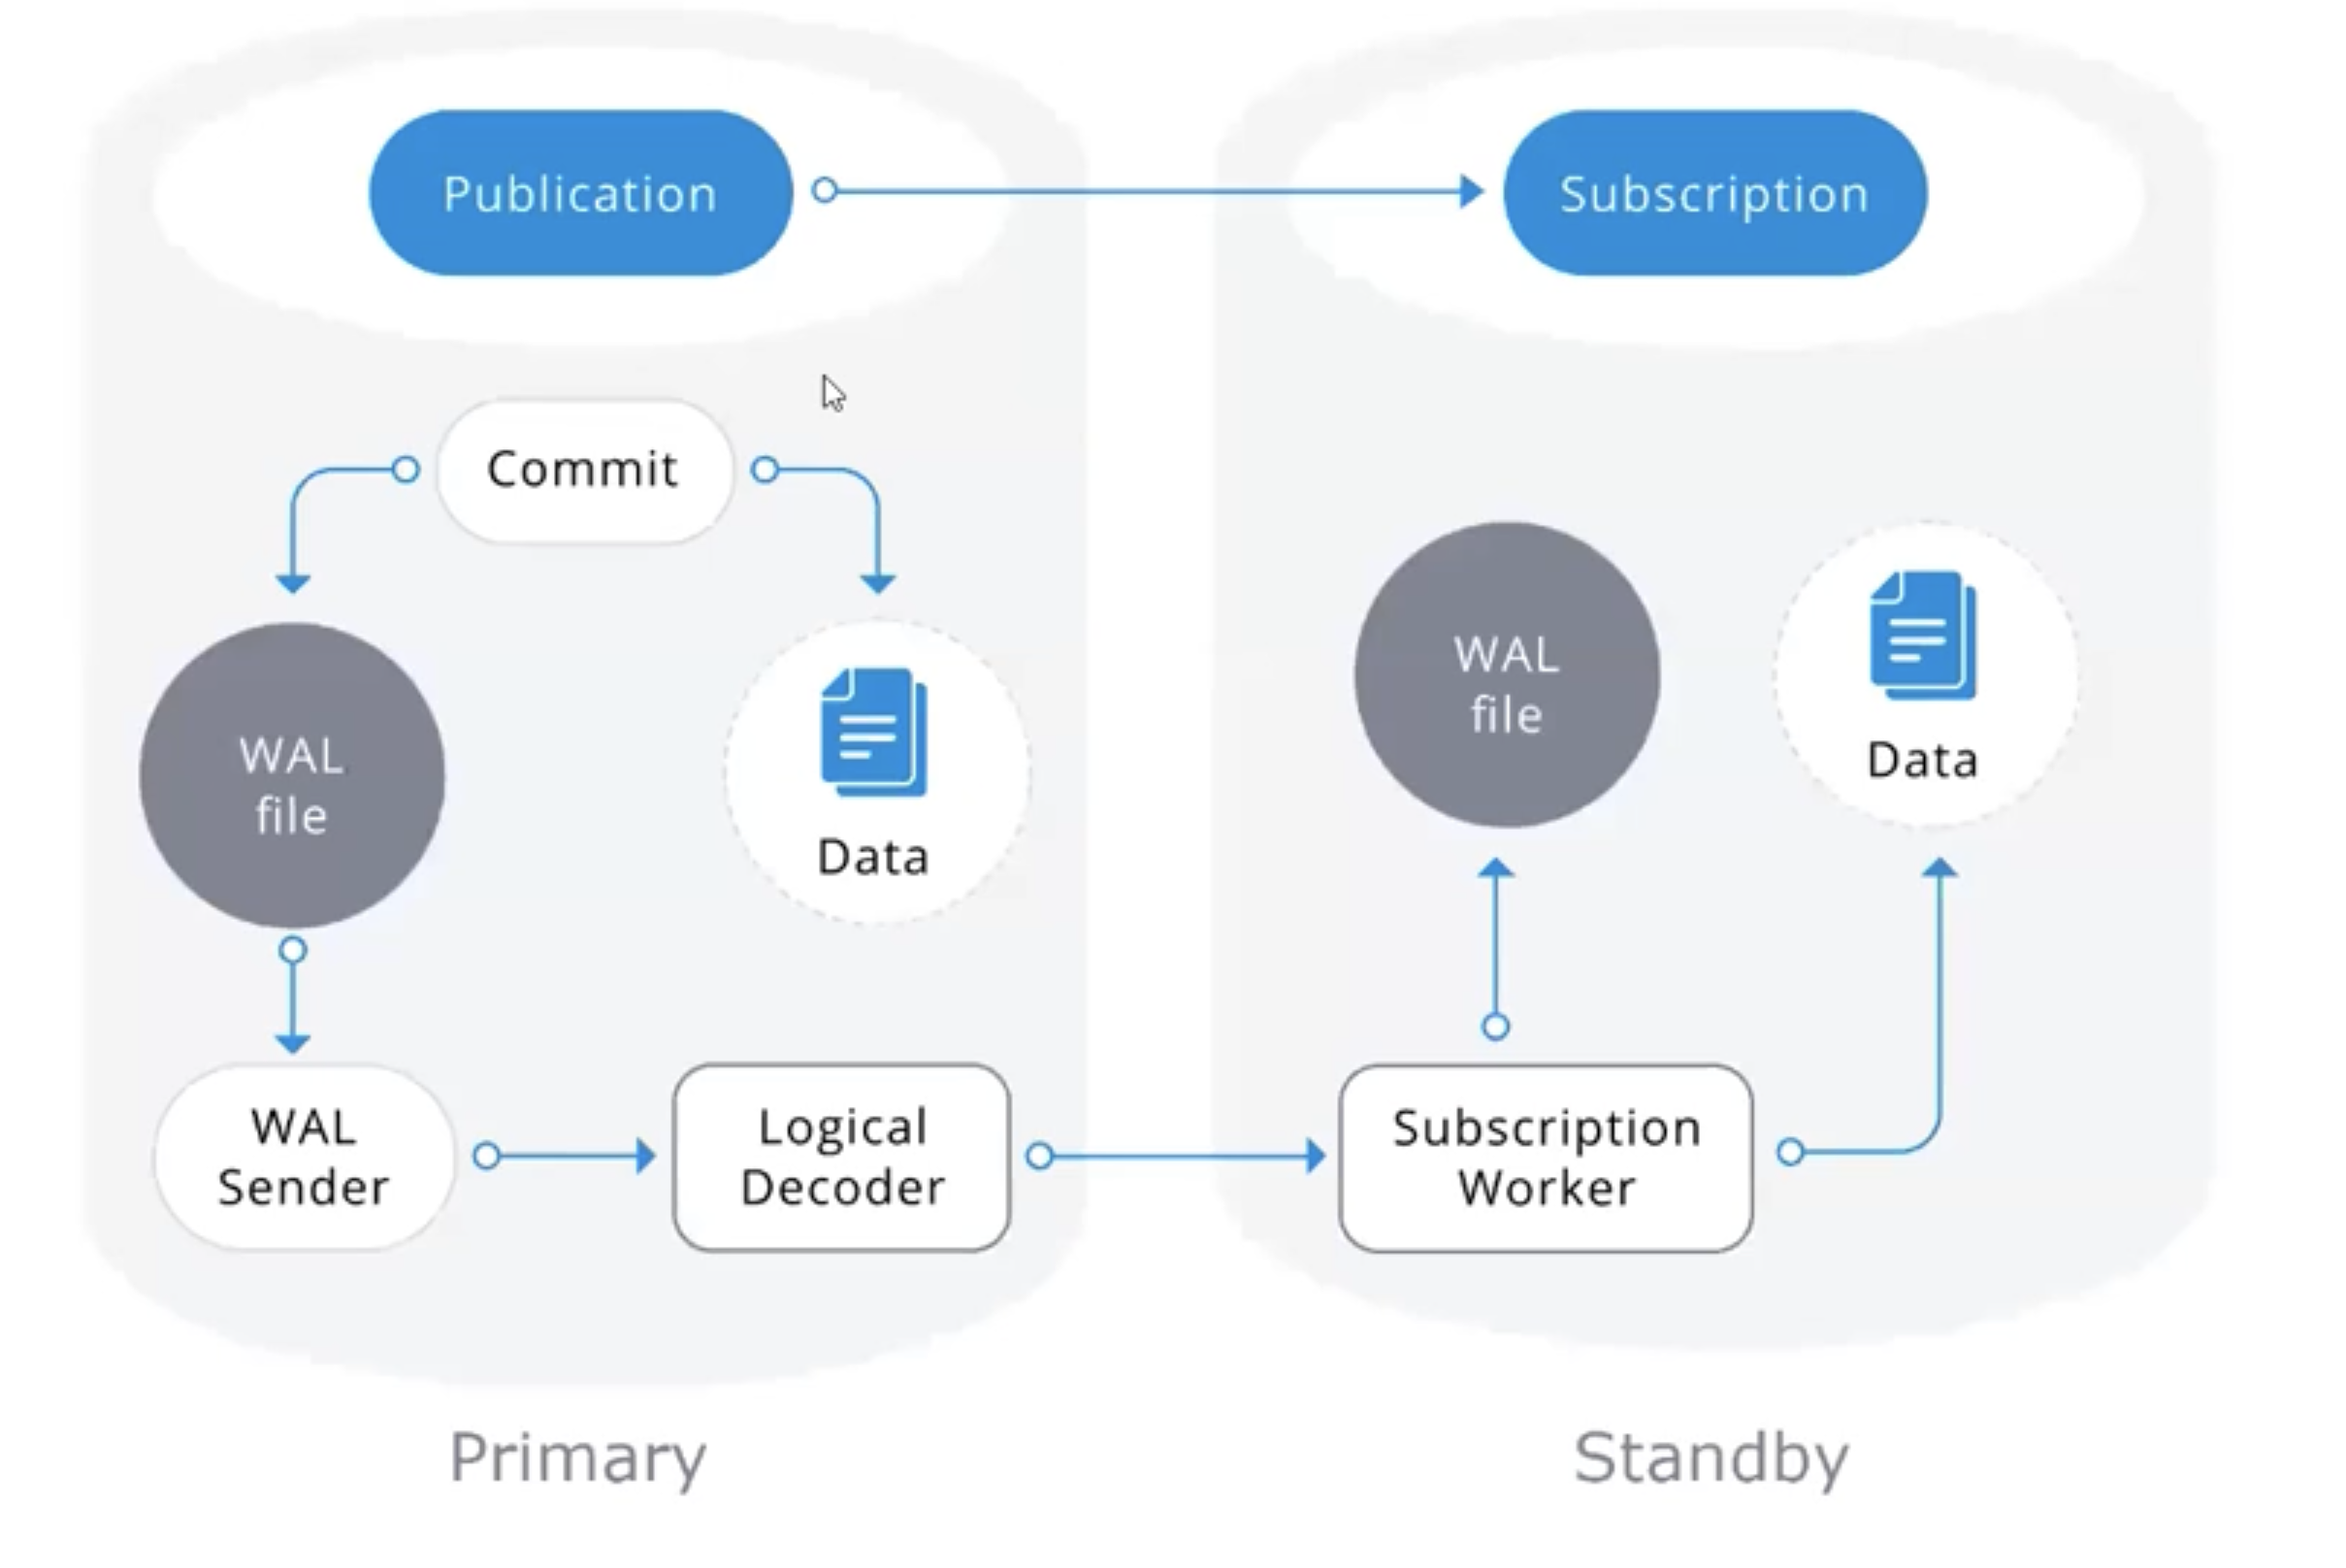 Publication
Subscription
Commit
WAL
file
Data
WAL
file
Data
WAL
Sender
Logical
Decoder
Subscription
Worker
Primary
Standby